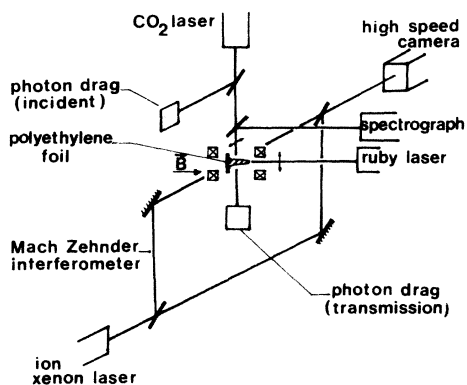 CO2 laser
high speed
camera
photon drag
(incident)
polyethylene
foil
B
spectrograph
ruby laser
Mach Zehnder
interferometer
photon drag
(transmission)
ion
xenon laser